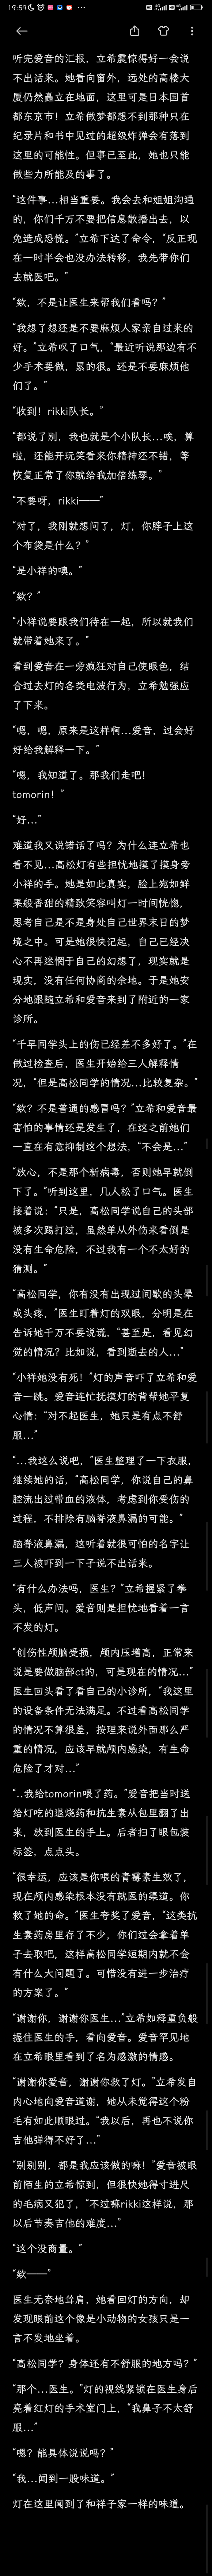 19:59
听完爱音的汇报，立希震惊得好一会说
不出话来。她看向窗外，远处的高楼大
厦仍然矗立在地面，这里可是日本国首
都东京市！立希做梦都想不到那种只在
纪录片和书中见过的超级炸弹会有落到
这里的可能性。但事已至此，她也只能
做些力所能及的事了。
“这件事...相当重要。我会去和姐姐沟通
的，你们千万不要把信息散播出去，以
免造成恐慌。”立希下达了命令，“反正现
在一时半会也没办法转移，我先带你们
去就医吧。”
“欸，不是让医生来帮我们看吗？”
“我想了想还是不要麻烦人家亲自过来的
好。”立希叹了口气，“最近听说那边有不
少手术要做，累的很。还是不要麻烦他
们了。”
“收到！rikki队长。”
“都说了别，我也就是个小队长...唉，算
啦，还能开玩笑看来你精神还不错，等
恢复正常了你就给我加倍练琴。”
“不要呀，rikki——”
“对了，我刚就想问了，灯，你脖子上这
个布袋是什么？”
“是小祥的噢。”
“欸？”
“小祥说要跟我们待在一起，所以就我们
就带着她来了。”
看到爱音在一旁疯狂对自己使眼色，结
合过去灯的各类电波行为，立希勉强应
了下来。
“嗯，嗯，原来是这样啊...爱音，过会好
好给我解释一下。”
“嗯，我知道了。那我们走吧！
tomorin！”
“好...”
难道我又说错话了吗？为什么连立希也
看不见...高松灯有些担忧地摸了摸身旁
小祥的手。她是如此真实，脸上宛如鲜
果般香甜的精致笑容叫灯一时间恍惚，
思考自己是不是身处自己世界末日的梦
境之中。可是她很快记起，自己已经决
心不再迷惘于自己的幻想了，现实就是
现实，没有任何协商的余地。于是她安
分地跟随立希和爱音来到了附近的一家
诊所。
“千早同学头上的伤已经差不多好了。”在
做过检查后，医生开始给三人解释情
况，“但是高松同学的情况...比较复杂。”
“欸？不是普通的感冒吗？”立希和爱音最
害怕的事情还是发生了，在这之前她们
一直在有意抑制这个想法，“不会是...”
“放心，不是那个新病毒，否则她早就倒
下了。”听到这里，几人松了口气。医生
接着说：“只是，高松同学说自己的头部
被多次踢打过，虽然单从外伤来看倒是
没有生命危险，不过我有一个不太好的
猜测。”
“高松同学，你有没有出现过间歇的头晕
或头疼，”医生盯着灯的双眼，分明是在
告诉她千万不要说谎，“甚至是，看见幻
觉的情况？比如说，看到逝去的人...”
“小祥她没有死！”灯的声音吓了立希和爱
音一跳。爱音连忙抚摸灯的背帮她平复
心情：“对不起医生，她只是有点不舒
服...”
“...我这么说吧，”医生整理了一下衣服，
继续她的话，“高松同学，你说自己的鼻
腔流出过带血的液体，考虑到你受伤的
过程，不排除有脑脊液鼻漏的可能。”
脑脊液鼻漏，这听着就很可怕的名字让
三人被吓到一下子说不出话来。
“有什么办法吗，医生？”立希握紧了拳
头，低声问。爱音则是担忧地看着一言
不发的灯。
“创伤性颅脑受损，颅内压增高，正常来
说是要做脑部ct的，可是现在的情况...”
医生回头看了看自己的小诊所，“我这里
的设备条件无法满足。不过看高松同学
的情况不算很差，按理来说外面那么严
重的情况，应该早就颅内感染，有生命
危险了才对...”
“..我给tomorin喂了药。”爱音把当时送
给灯吃的退烧药和抗生素从包里翻了出
来，放到医生的手上。后者扫了眼包装
标签，点点头。
“很幸运，应该是你喂的青霉素生效了，
现在颅内感染根本没有就医的渠道。你
救了她的命。”医生夸奖了爱音，“这类抗
生素药房里存了不少，你们过会拿着单
子去取吧，这样高松同学短期内就不会
有什么大问题了。可惜没有进一步治疗
的方案了。”
“谢谢你，谢谢你医生...”立希如释重负般
握住医生的手，看向爱音。爱音罕见地
在立希眼里看到了名为感激的情感。
“谢谢你爱音，谢谢你救了灯。”立希发自
内心地向爱音道谢，她从未觉得这个粉
毛有如此顺眼过。“我以后，再也不说你
吉他弹得不好了...”
“别别别，都是我应该做的嘛！”爱音被眼
前陌生的立希惊到，但很快她得寸进尺
的毛病又犯了，“不过嘛rikki这样说，那
以后节奏吉他的难度...”
“这个没商量。”
“欸——”
医生无奈地耸肩，她看回灯的方向，却
发现眼前这个像是小动物的女孩只是一
言不发地坐着。
“高松同学？身体还有不舒服的地方吗？”
“那个...医生。”灯的视线紧锁在医生身后
亮着红灯的手术室门上，“我鼻子不太舒
服...”
“嗯？能具体说说吗？”
“我...闻到一股味道。”
灯在这里闻到了和祥子家一样的味道。